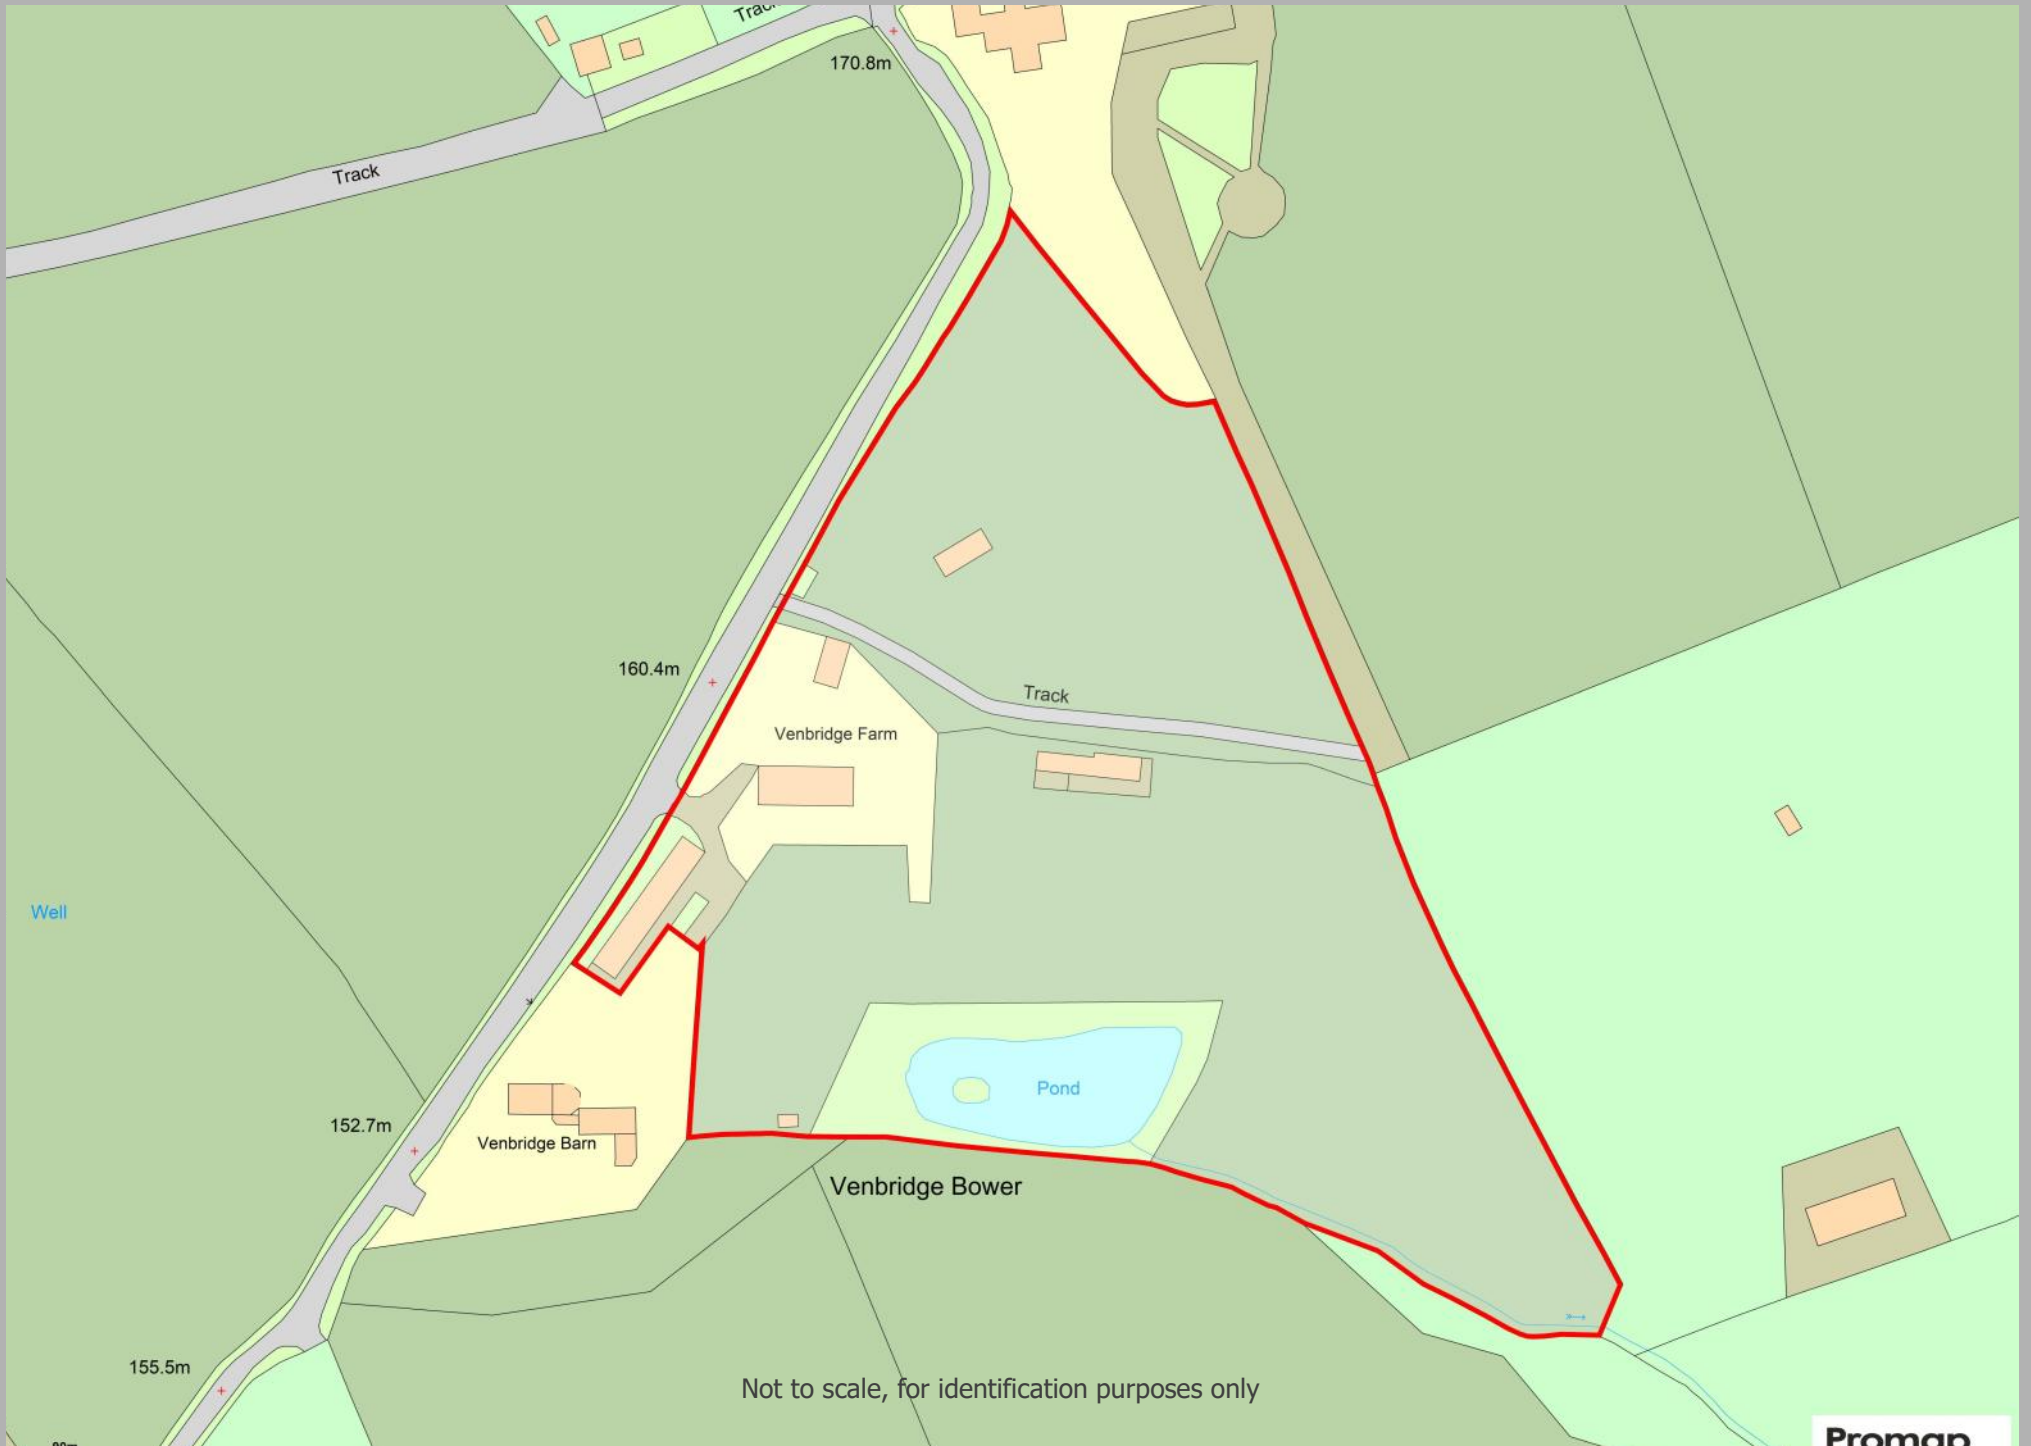 Track
170.8m
Track
160.4m
Track
Venbridge Farm
Well
Pond
152.7m
Venbridge Barn
Venbridge Bower
155.5m
Not to scale, for identification purposes only
Promap